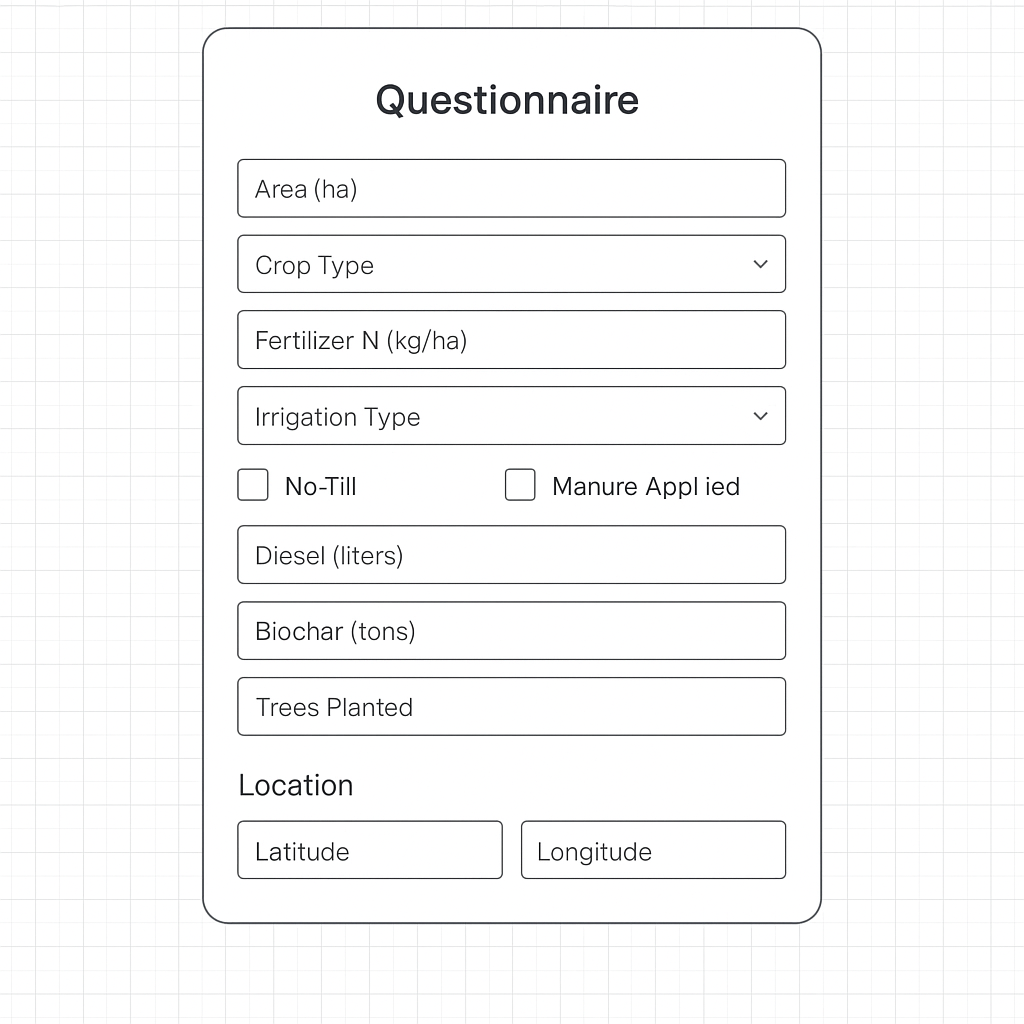 Questionnaire
Area (ha)
Crop Type
Fertilizer N (kg/ha)
Irrigation Type
No-Till Manure Appl ied
Diesel (liters)
Biochar (tons)
Trees Planted
Location
Latitude Longitude